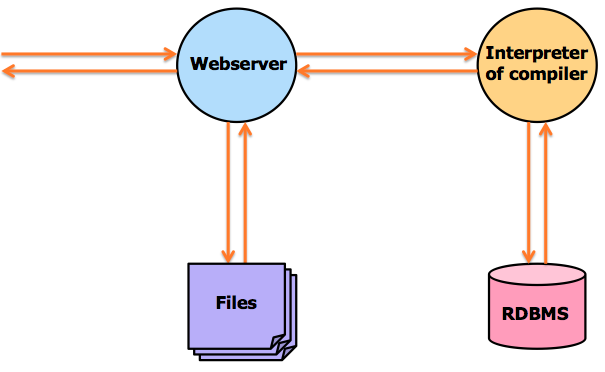 Webserver
Interpreter
of compiler
Files
RDBMS